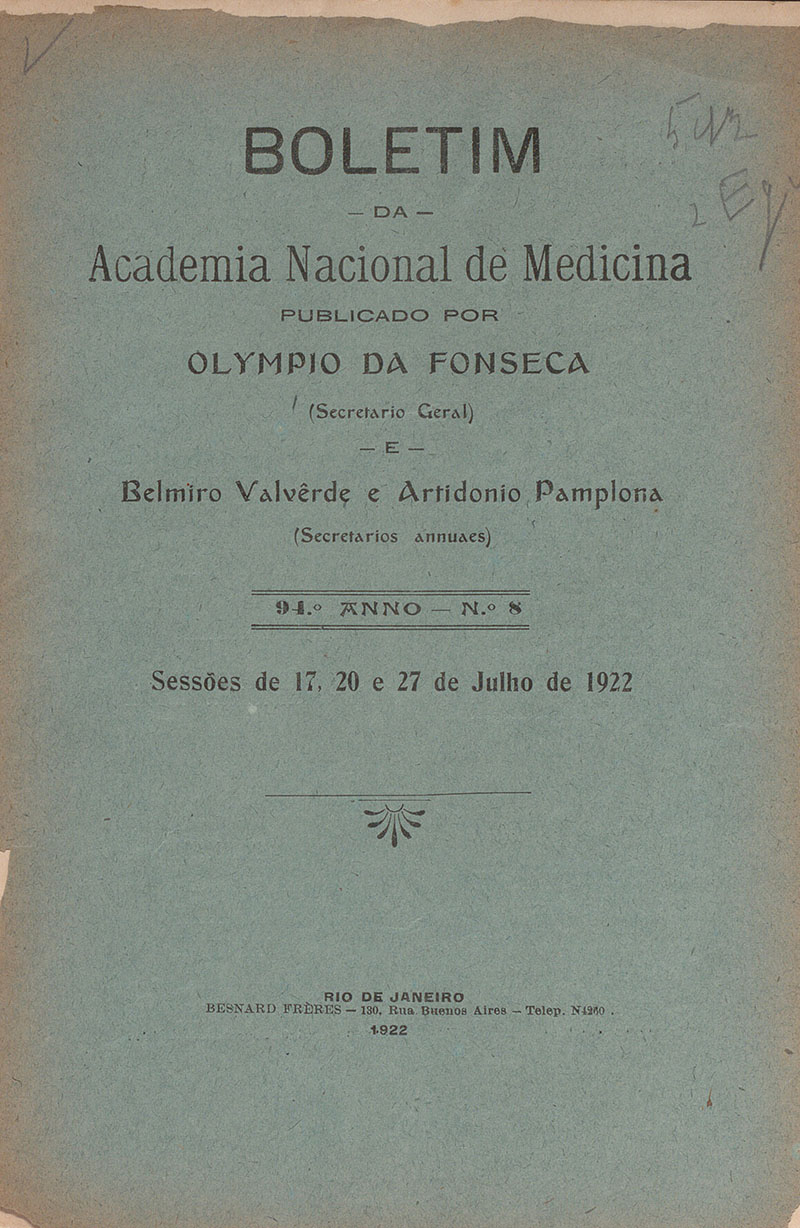 BOLETIM
— DA —
Academia Nacional de Medicina
PUBLICADO POR
OLYMPIO DA FONSECA
(Secretario Geral)
— E —
Belmiro Valvêrde e Artidonio Pamplona
(Secretarios annuaes)
94.º ANNO — N.º 8
Sessões de 17, 20 e 27 de Julho de 1922
RIO DE JANEIRO
BESNARD FRÈRES — 130, Rua Buenos Aires — Telep. N4260
1922